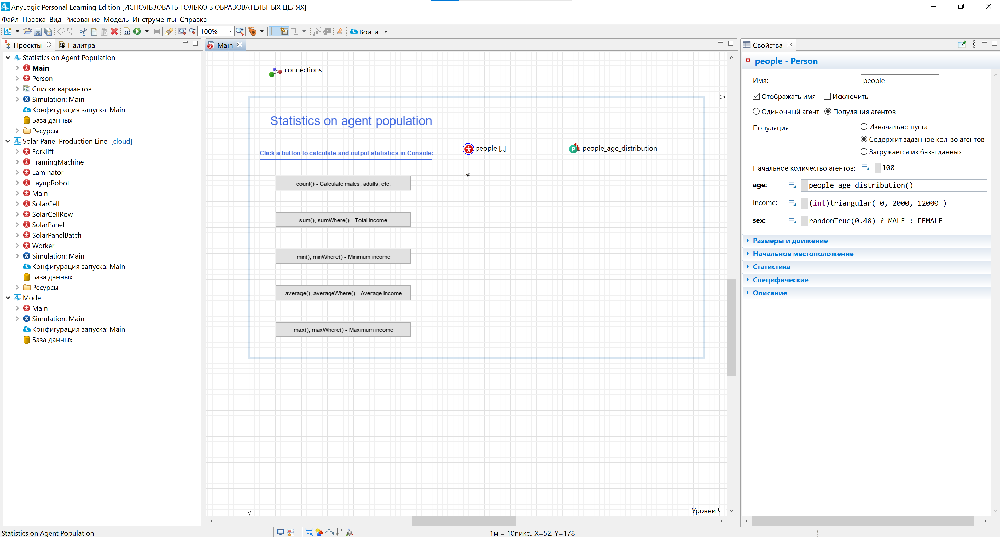 AnyLogic Personal Learning Edition [ИСПОЛЬЗОВАТЬ ТОЛЬКО В ОБРАЗОВАТЕЛЬНЫХ ЦЕЛЯХ]
Файл Правка Вид Рисование Модель Инструменты Справка
100% Войти
Проекты Палитра
Statistics on Agent Population
Main
Person
Списки вариантов
Simulation: Main
Конфигурация запуска: Main
База данных
Ресурсы
Solar Panel Production Line [cloud]
Forklift
FramingMachine
Laminator
LayupRobot
Main
SolarCell
SolarCellRow
SolarPanel
SolarPanelBatch
Worker
Simulation: Main
Конфигурация запуска: Main
База данных
Ресурсы
Model
Main
Simulation: Main
Конфигурация запуска: Main
База данных
Main
connections
Statistics on agent population
Click a button to calculate and output statistics in Console:
people [..]
people_age_distribution
count() - Calculate males, adults, etc.
sum(), sumWhere() - Total income
min(), minWhere() - Minimum income
average(), averageWhere() - Average income
max(), maxWhere() - Maximum income
Уровни
Свойства
people - Person
Имя: people
Отображать имя Исключить
Одиночный агент Популяция агентов
Популяция: Изначально пуста
Содержит заданное кол-во агентов
Загружается из базы данных
Начальное количество агентов: 100
age: people_age_distribution()
income: (int)triangular( 0, 2000, 12000 )
sex: randomTrue(0.48) ? MALE : FEMALE
Размеры и движение
Начальное местоположение
Статистика
Специфические
Описание
Statistics on Agent Population
1м = 10пикс., X=52, Y=178